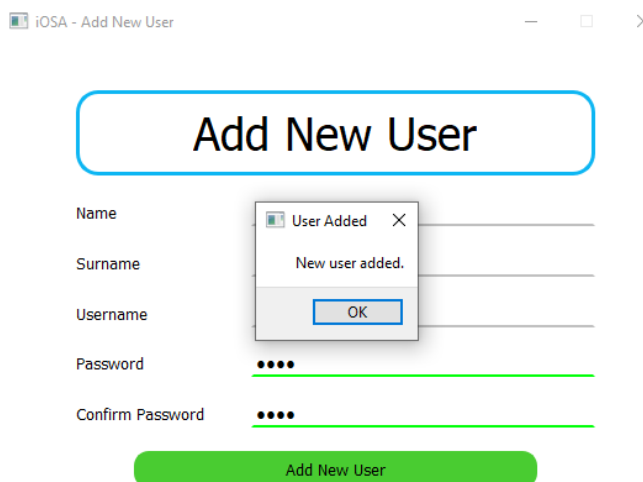 iOSA - Add New User
Add New User
Name
User Added
Surname
New user added.
Username
OK
Password
••••
Confirm Password
••••
Add New User